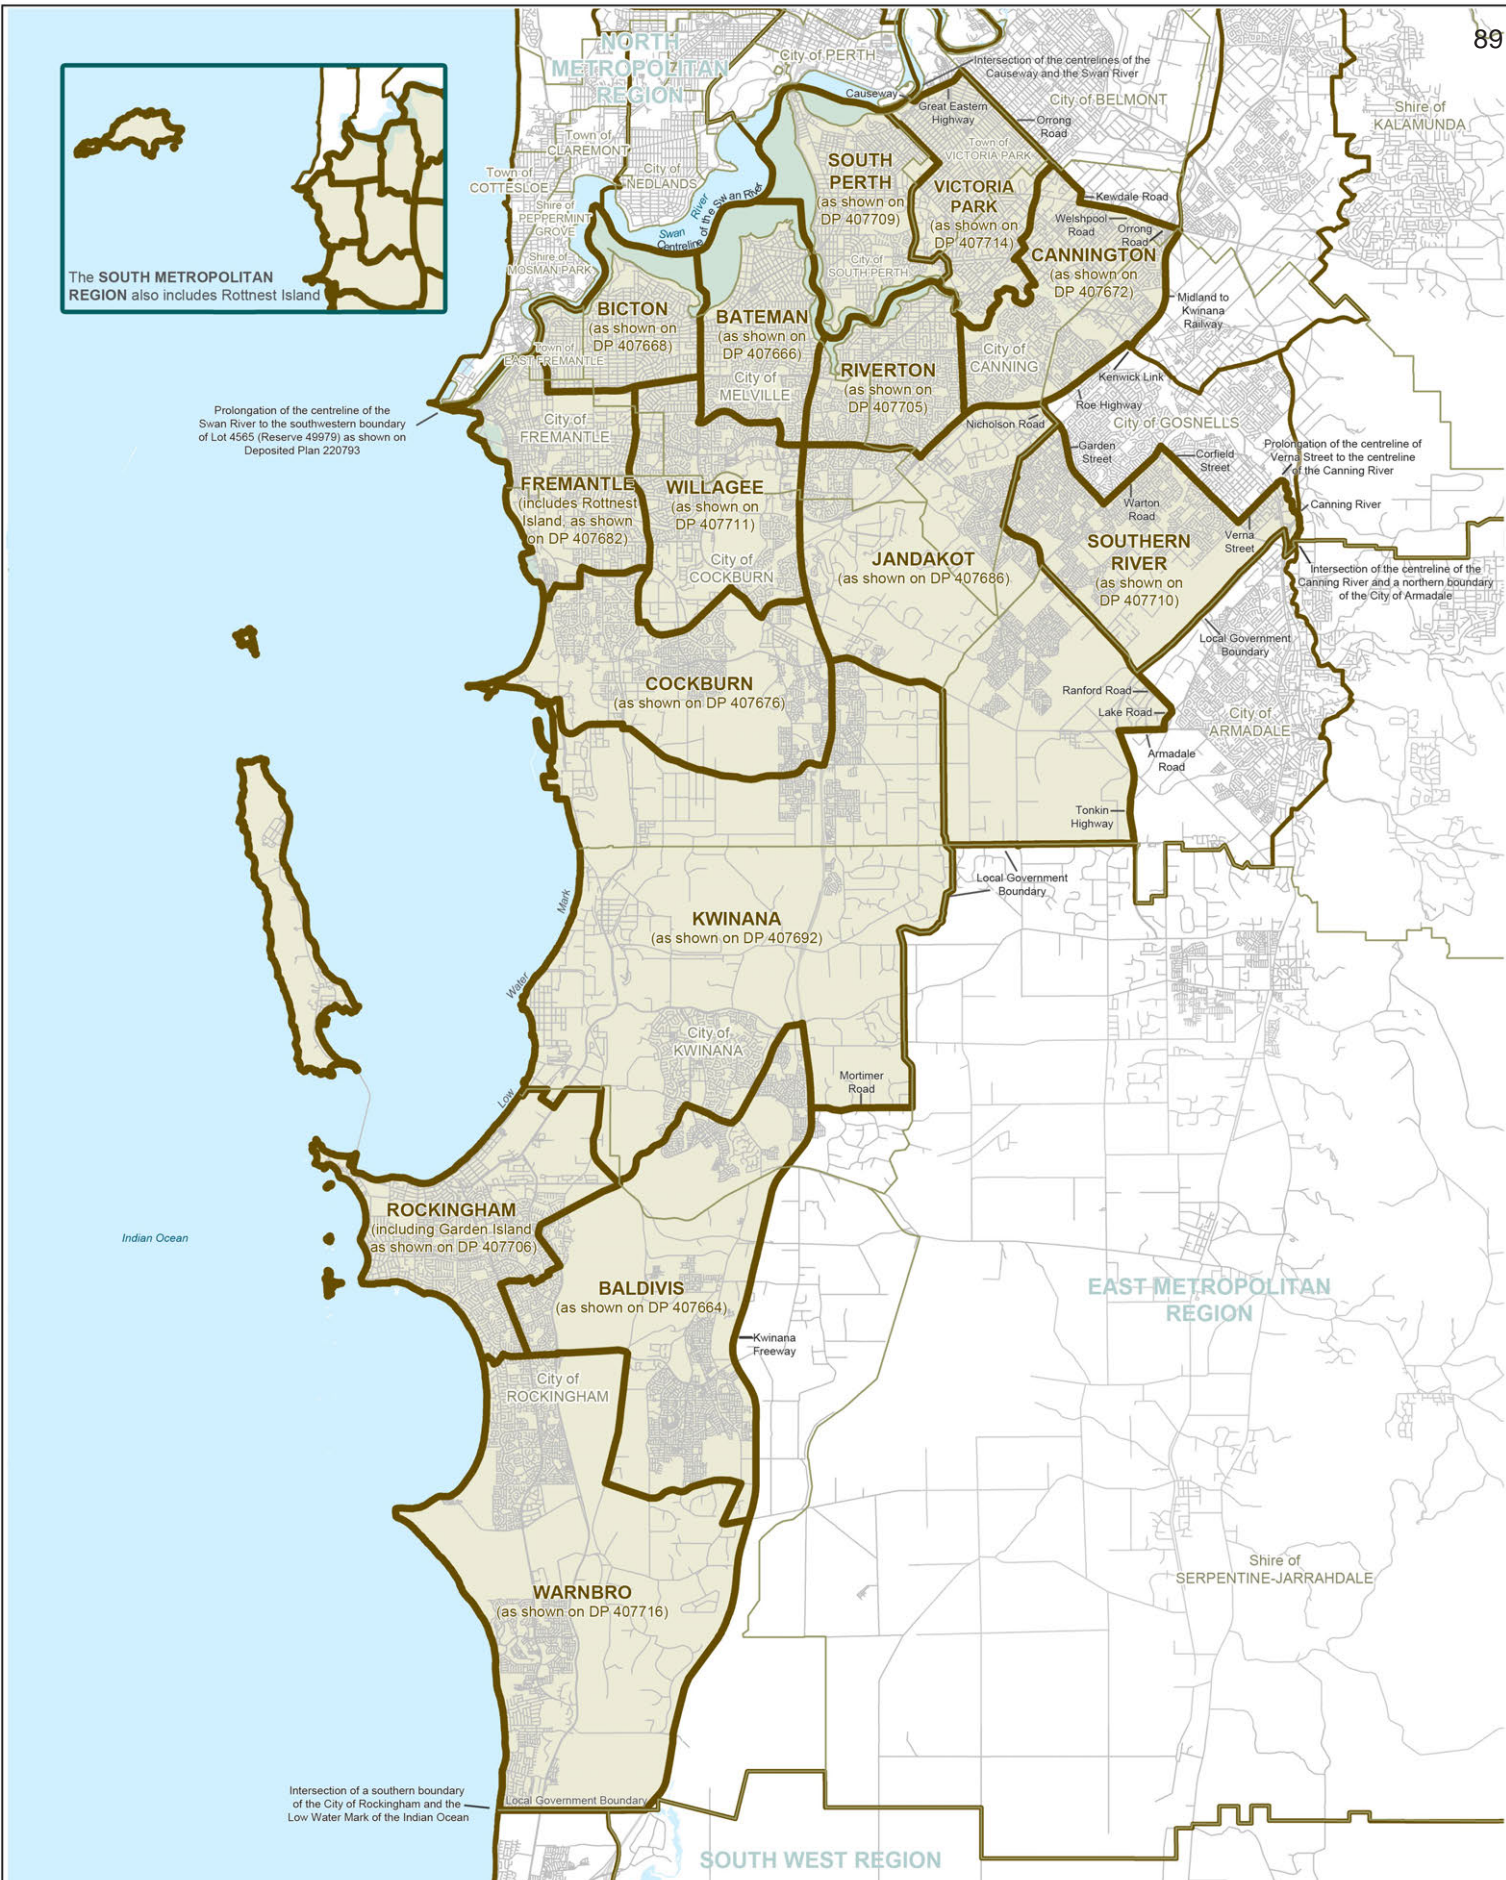 89
NORTH
METROPOLITAN
REGION
City of PERTH
Intersection of the centrelines of the
Causeway and the Swan River
Causeway
Great Eastern
Highway
City of BELMONT
Orrong
Road
Shire of
KALAMUNDA
Town of
CLAREMONT
Town of
COTTESLOE
City of
NEDLANDS
Shire of
PEPPERMINT
GROVE
Shire of
MOSMAN PARK
Swan River
Centreline of the Swan River
SOUTH
PERTH
(as shown on
DP 407709)
City of
SOUTH PERTH
Town of
VICTORIA PARK
VICTORIA
PARK
(as shown on
DP 407714)
Kewdale Road
Welshpool
Road
Orrong
Road
CANNINGTON
(as shown on
DP 407672)
Midland to
Kwinana
Railway
The SOUTH METROPOLITAN
REGION also includes Rottnest Island
BICTON
(as shown on
DP 407668)
Town of
EAST FREMANTLE
BATEMAN
(as shown on
DP 407666)
City of
MELVILLE
RIVERTON
(as shown on
DP 407705)
City of
CANNING
Kenwick Link
Roe Highway
Nicholson Road
City of GOSNELLS
Garden
Street
Corfield
Street
Prolongation of the centreline of
Verna Street to the centreline
of the Canning River
Warton
Road
Canning River
Verna
Street
Prolongation of the centreline of the
Swan River to the southwestern boundary
of Lot 4565 (Reserve 49979) as shown on
Deposited Plan 220793
City of
FREMANTLE
FREMANTLE
(includes Rottnest
Island, as shown
on DP 407682)
WILLAGEE
(as shown on
DP 407711)
City of
COCKBURN
JANDAKOT
(as shown on DP 407686)
SOUTHERN
RIVER
(as shown on
DP 407710)
Intersection of the centreline of the
Canning River and a northern boundary
of the City of Armadale
Local Government
Boundary
COCKBURN
(as shown on DP 407676)
Ranford Road
Lake Road
City of
ARMADALE
Armadale
Road
Tonkin
Highway
Local Government
Boundary
Low Water Mark
KWINANA
(as shown on DP 407692)
City of
KWINANA
Mortimer
Road
Indian Ocean
ROCKINGHAM
(including Garden Island
as shown on DP 407706)
BALDIVIS
(as shown on DP 407664)
EAST METROPOLITAN
REGION
Kwinana
Freeway
City of
ROCKINGHAM
Shire of
SERPENTINE-JARRAHDALE
WARNBRO
(as shown on DP 407716)
Intersection of a southern boundary
of the City of Rockingham and the
Low Water Mark of the Indian Ocean
Local Government Boundary
SOUTH WEST REGION